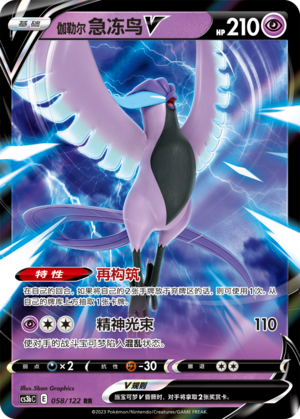 基础
伽勒尔 急冻鸟V
HP 210
特性 再构筑
在自己的回合,如果将自己的2张手牌放于弃牌区的话,则可使用1次。从
自己的牌库上方抽取1张卡牌。
精神光束 110
使对手的战斗宝可梦陷入混乱状态。
弱点 ×2 抵抗力 -30 撤退
Illus.Shin Graphics
V规则
cs3bC E 058/122 RR
当宝可梦V昏厥时,对手将拿取2张奖赏卡。
©2023 Pokémon/Nintendo/Creatures/GAME FREAK.